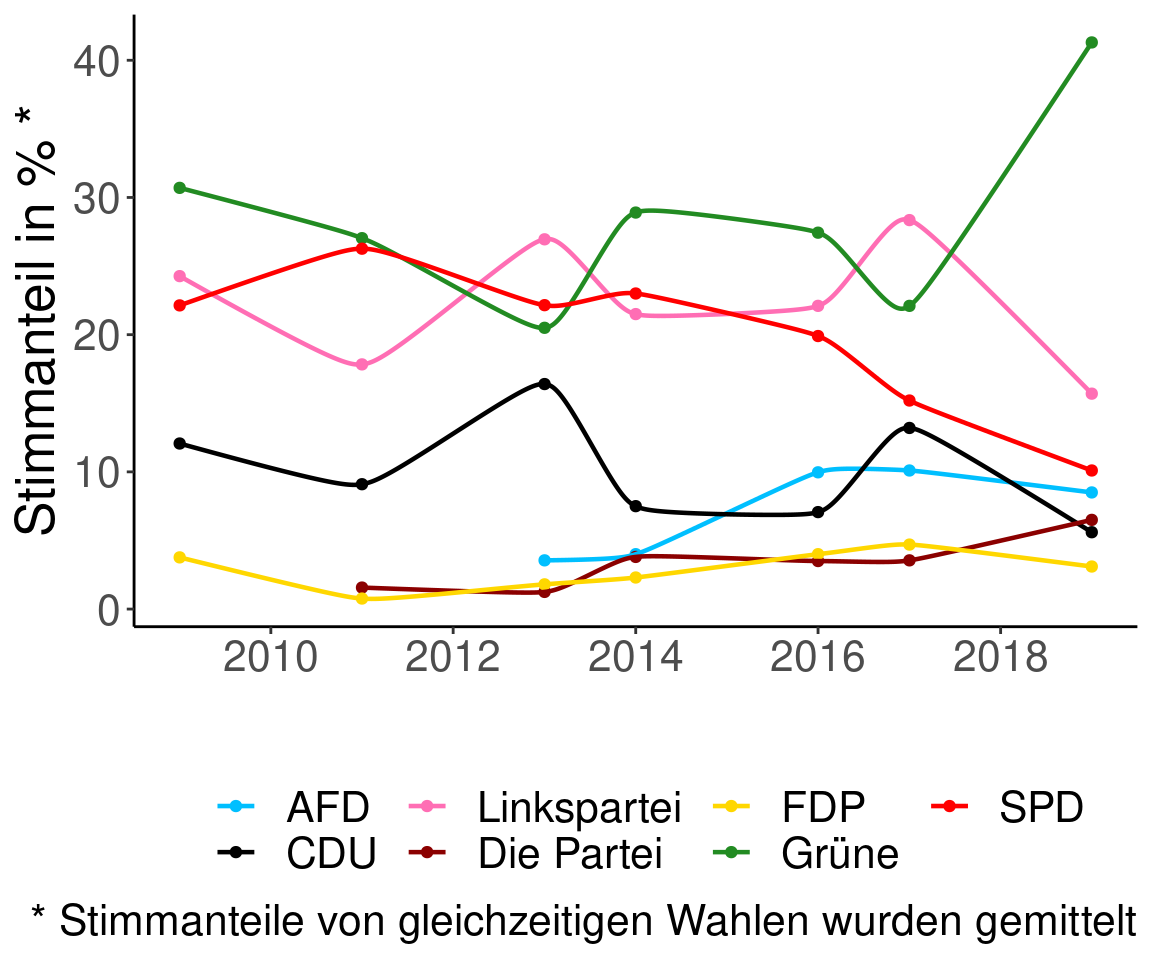 Stimmanteil in % *
40
30
20
10
0
2010 2012 2014 2016 2018
AFD Linkspartei FDP SPD
CDU Die Partei Grüne
* Stimmanteile von gleichzeitigen Wahlen wurden gemittelt